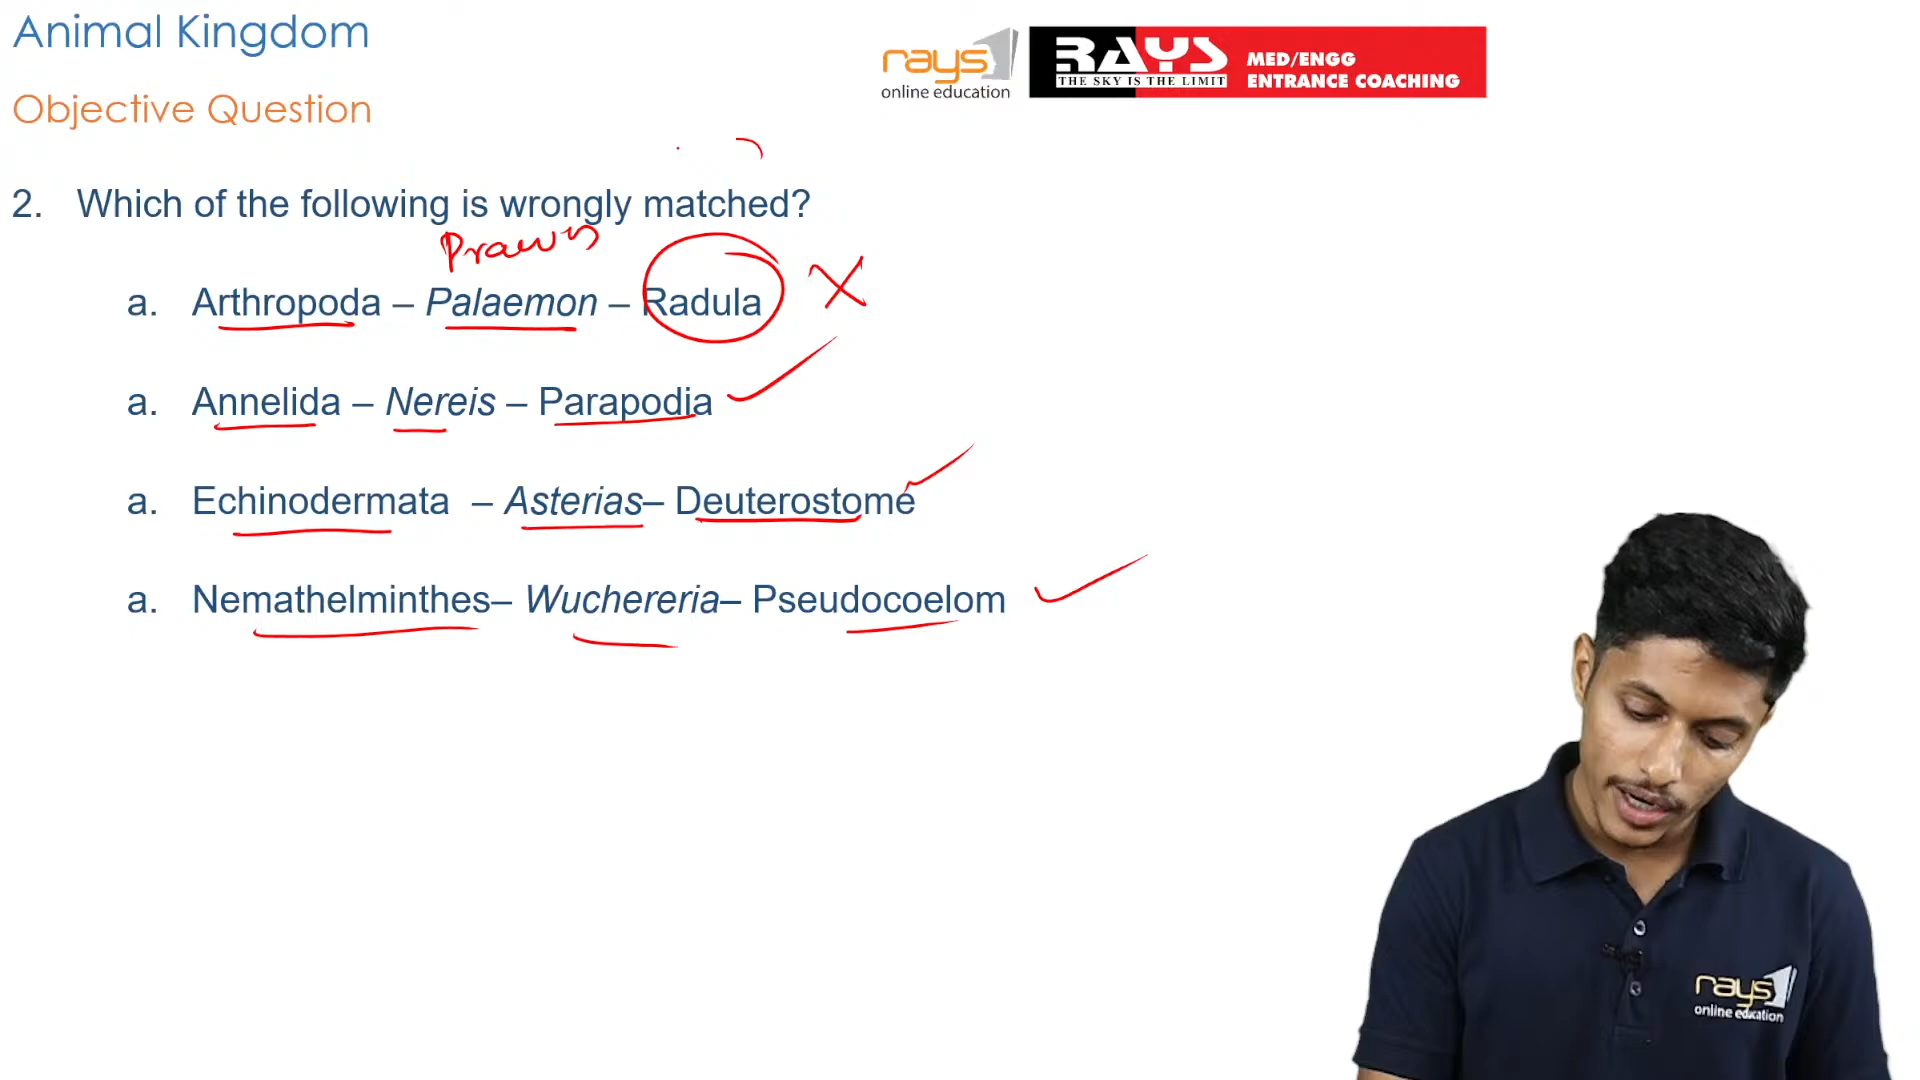 Animal Kingdom
rays
online education
RAYS
THE SKY IS THE LIMIT
MED/ENGG
ENTRANCE COACHING
Objective Question
2. Which of the following is wrongly matched?
Prawn
a. Arthropoda – Palaemon – Radula
a. Annelida – Nereis – Parapodia
a. Echinodermata – Asterias– Deuterostome
a. Nemathelminthes– Wuchereria– Pseudocoelom
rays
online education